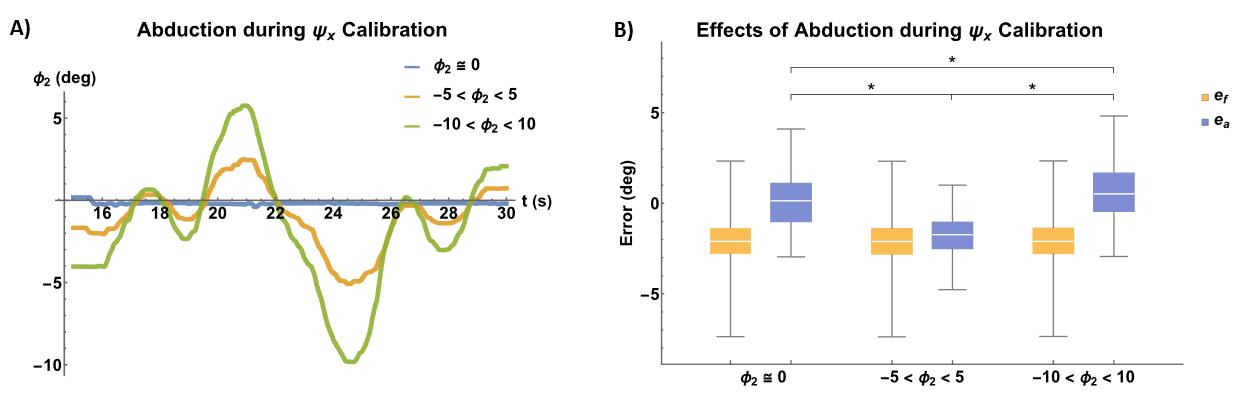 A)
Abduction during ψx Calibration
ϕ2 (deg)
ϕ2 ≅ 0
−5 < ϕ2 < 5
−10 < ϕ2 < 10
5
−5
−10
16 18 20 22 24 26 28 30
t (s)
B)
Effects of Abduction during ψx Calibration
* * *
ef
ea
Error (deg)
5
0
−5
ϕ2 ≅ 0 −5 < ϕ2 < 5 −10 < ϕ2 < 10